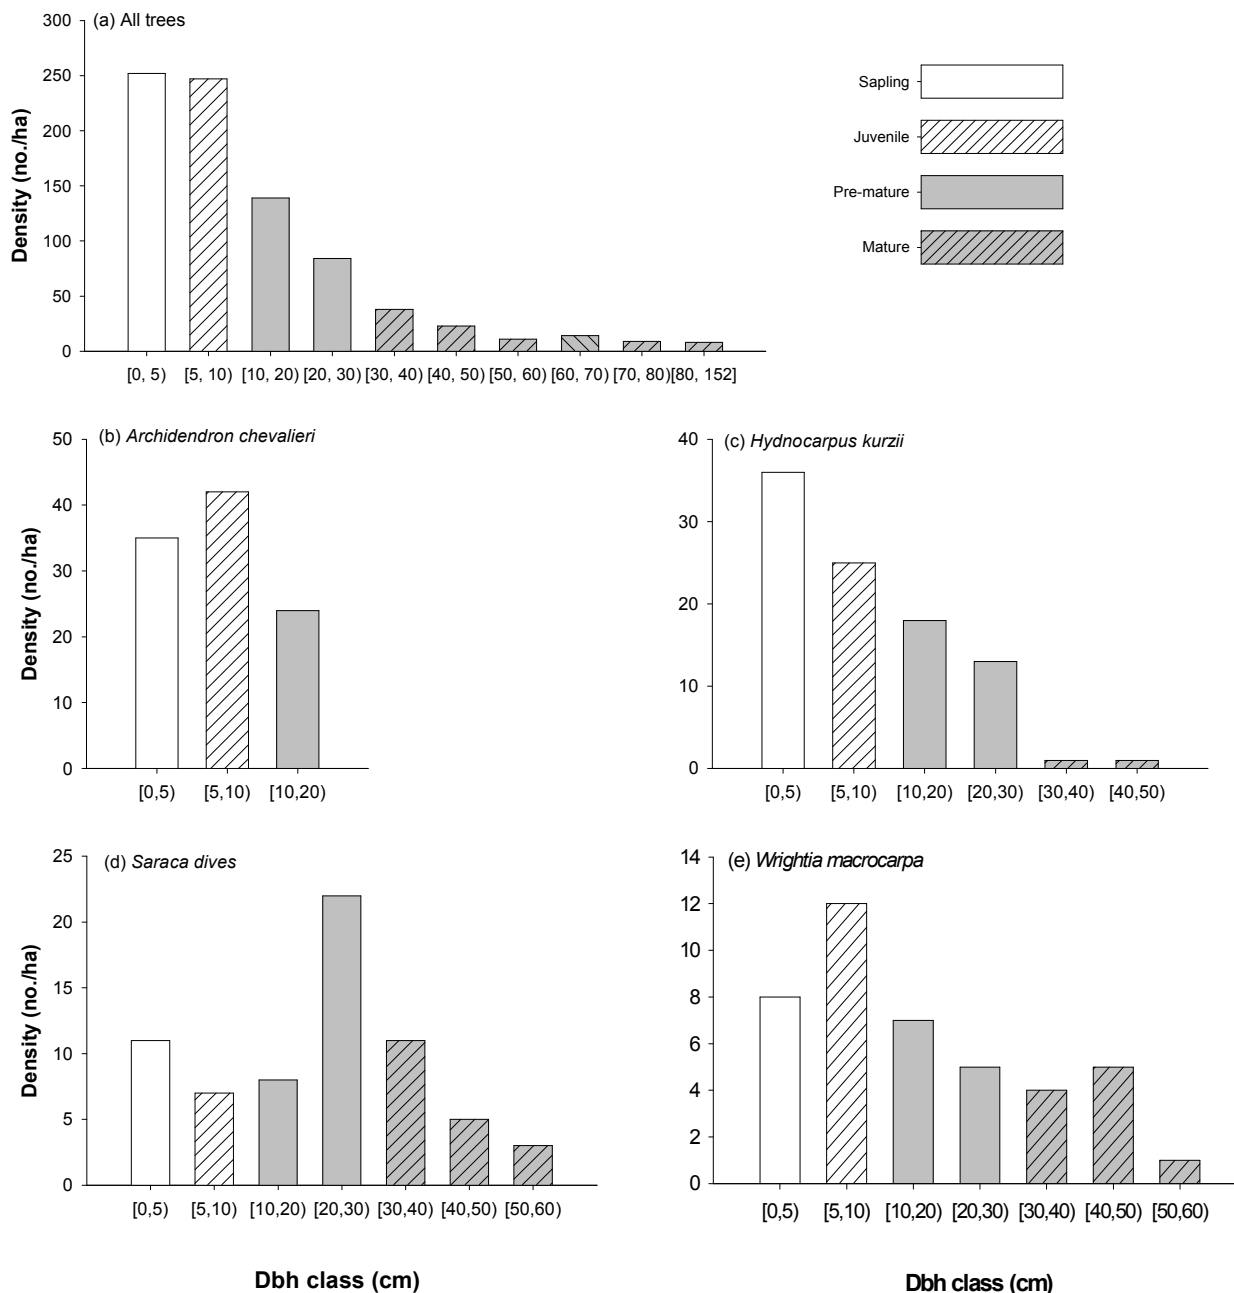 (a) All trees
300
250
200
150
100
50
0
Density (no./ha)
[0, 5) [5, 10) [10, 20) [20, 30) [30, 40) [40, 50) [50, 60) [60, 70) [70, 80) [80, 152]
Sapling
Juvenile
Pre-mature
Mature
(b) Archidendron chevalieri
50
40
30
20
10
0
Density (no./ha)
[0,5) [5,10) [10,20)
(c) Hydnocarpus kurzii
40
30
20
10
0
[0,5) [5,10) [10,20) [20,30) [30,40) [40,50)
(d) Saraca dives
25
20
15
10
5
0
Density (no./ha)
[0,5) [5,10) [10,20) [20,30) [30,40) [40,50) [50,60)
Dbh class (cm)
(e) Wrightia macrocarpa
14
12
10
8
6
4
2
0
[0,5) [5,10) [10,20) [20,30) [30,40) [40,50) [50,60)
Dbh class (cm)